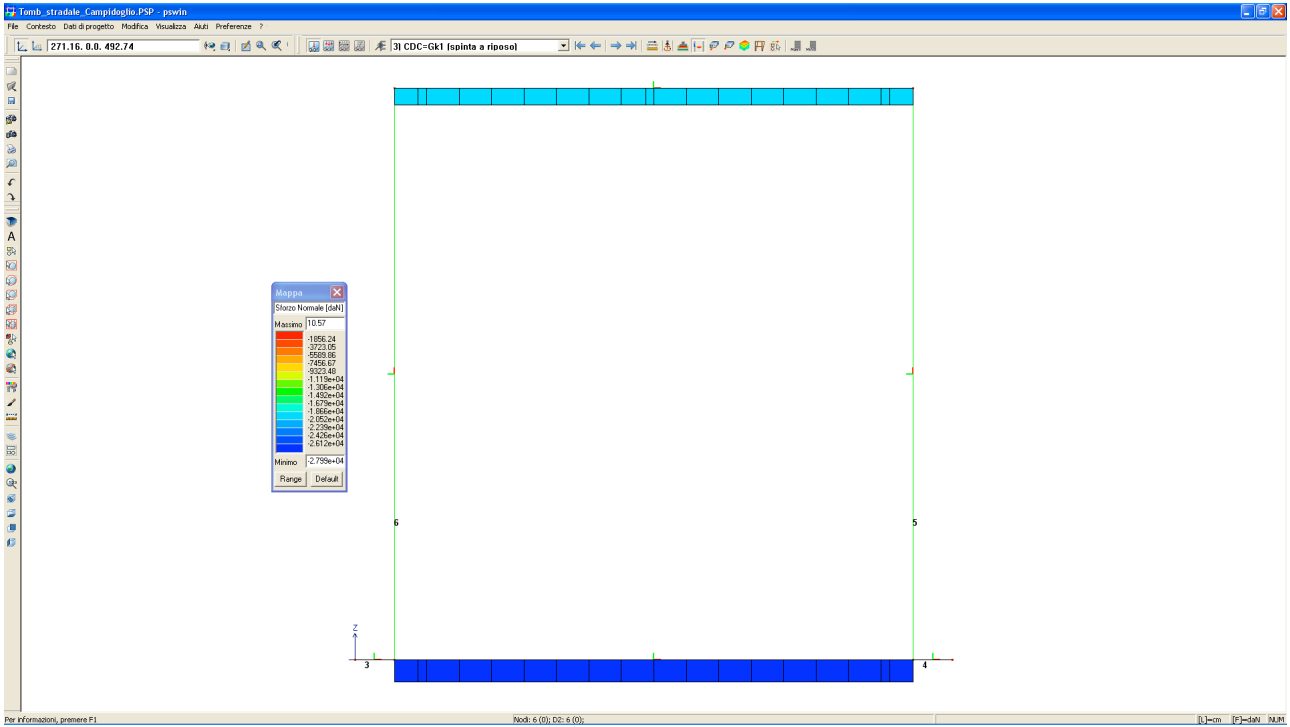 Tomb_stradale_Campidoglio.PSP - pswin
File Contesto Dati di progetto Modifica Visualizza Aiuti Preferenze ?
271.16. 0.0. 492.74
3) CDC=Gk1 (spinta a riposo)
A
Mappa
Sforzo Normale [daN]
Massimo 10.57
-1856.24
-3723.05
-5589.86
-7456.67
-9323.48
-1.119e+04
-1.306e+04
-1.492e+04
-1.679e+04
-1.866e+04
-2.052e+04
-2.239e+04
-2.426e+04
-2.612e+04
Minimo -2.799e+04
Range Default
6
5
Z
3
4
Per informazioni, premere F1
Nodi: 6 (0); D2: 6 (0);
[L]=cm [F]=daN NUM